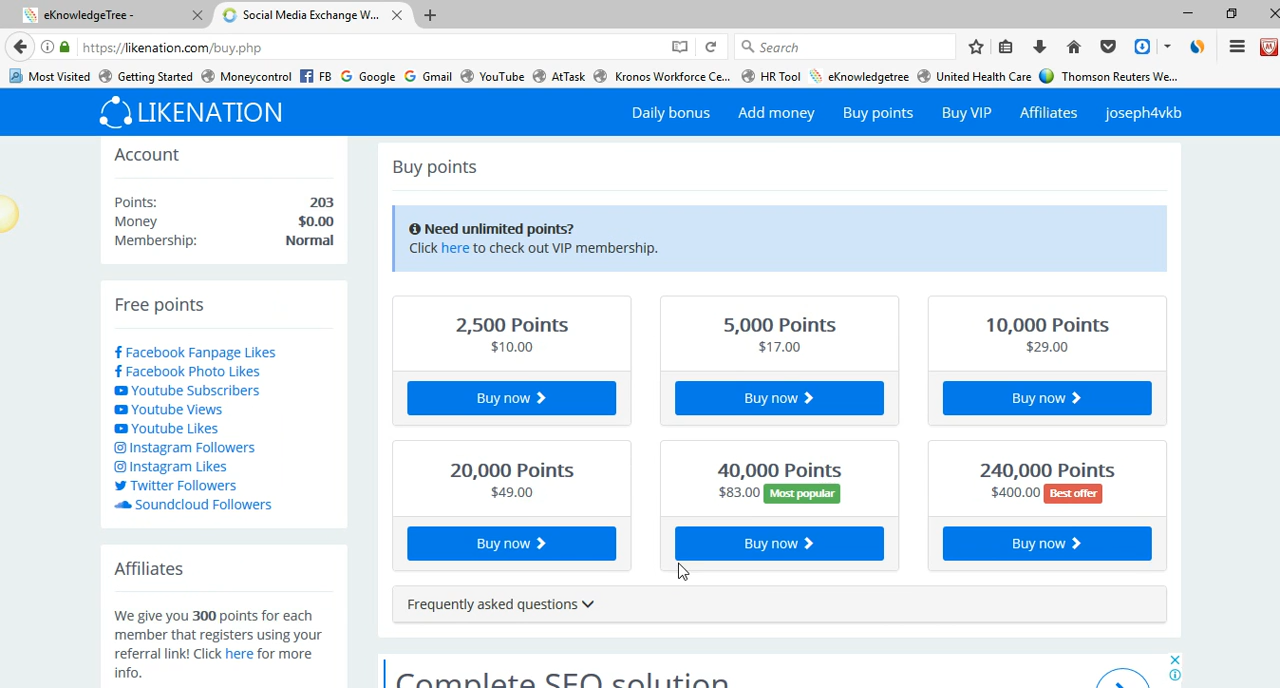 eKnowledgeTree -
Social Media Exchange W...
https://likenation.com/buy.php
Search
Most Visited
Getting Started
Moneycontrol
FB
Google
Gmail
YouTube
AtTask
Kronos Workforce Ce...
HR Tool
eKnowledgetree
United Health Care
Thomson Reuters We...
LIKENATION
Daily bonus
Add money
Buy points
Buy VIP
Affiliates
joseph4vkb
Account
Points: 203
Money $0.00
Membership: Normal
Free points
Facebook Fanpage Likes
Facebook Photo Likes
Youtube Subscribers
Youtube Views
Youtube Likes
Instagram Followers
Instagram Likes
Twitter Followers
Soundcloud Followers
Affiliates
We give you 300 points for each
member that registers using your
referral link! Click here for more
info.
Buy points
Need unlimited points?
Click here to check out VIP membership.
2,500 Points
$10.00
Buy now
5,000 Points
$17.00
Buy now
10,000 Points
$29.00
Buy now
20,000 Points
$49.00
Buy now
40,000 Points
$83.00 Most popular
Buy now
240,000 Points
$400.00 Best offer
Buy now
Frequently asked questions
Complete SEO solution